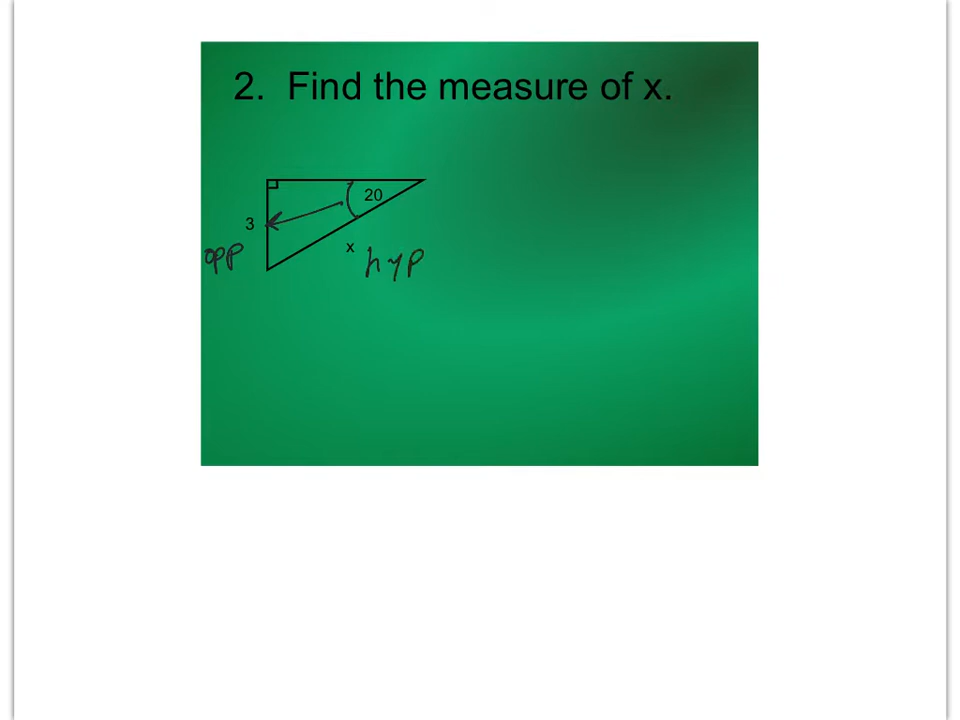 2. Find the measure of x.
20
3
x
opp
hyp